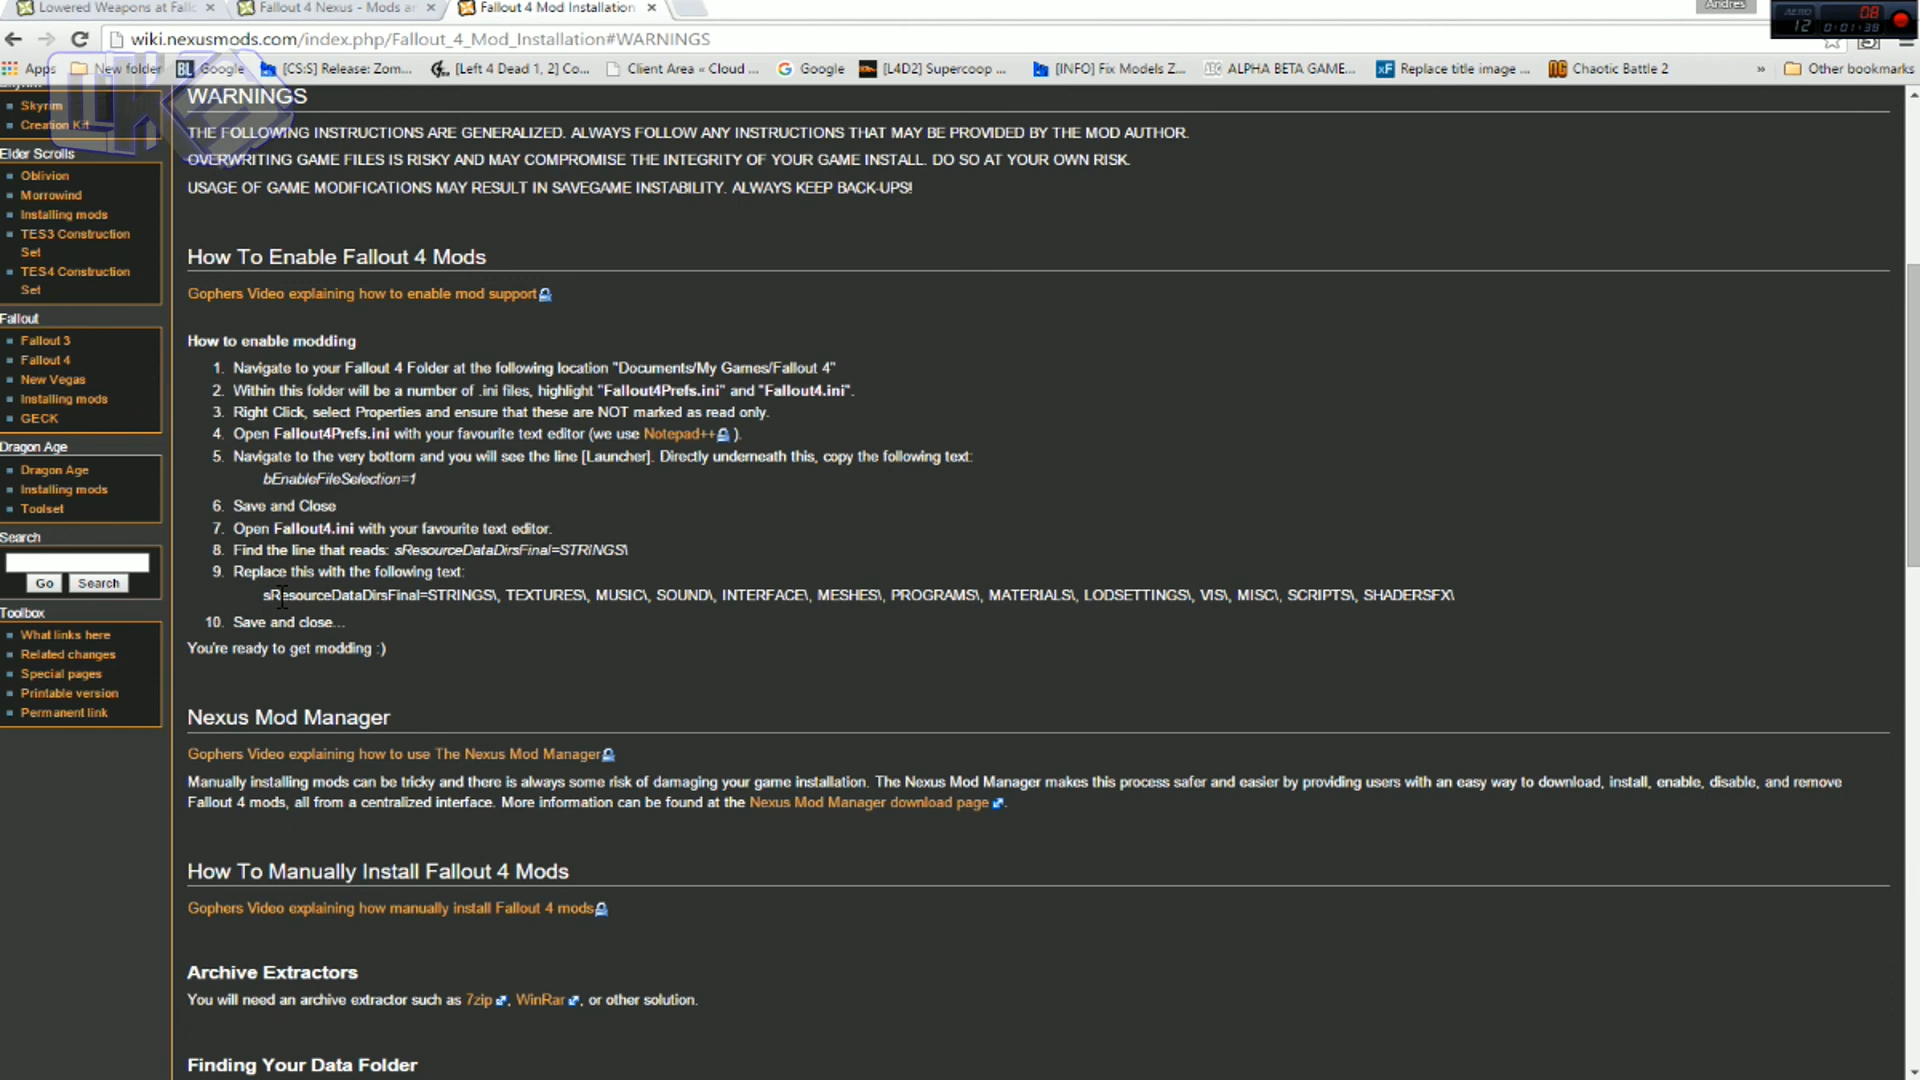 Lowered Weapons at Fallo
Fallout 4 Nexus - Mods ar
Fallout 4 Mod Installation
Andres
AERO
12
08
0:01:38
wiki.nexusmods.com/index.php/Fallout_4_Mod_Installation#WARNINGS
Apps
New folder
Google
[CS:S] Release: Zom...
[Left 4 Dead 1, 2] Co...
Client Area « Cloud ...
Google
[L4D2] Supercoop ...
[INFO] Fix Models Z...
ALPHA BETA GAME...
Replace title image ...
Chaotic Battle 2
»
Other bookmarks
Skyrim
Creation Kit
Elder Scrolls
Oblivion
Morrowind
Installing mods
TES3 Construction
Set
TES4 Construction
Set
Fallout
Fallout 3
Fallout 4
New Vegas
Installing mods
GECK
Dragon Age
Dragon Age
Installing mods
Toolset
Search
Go
Search
Toolbox
What links here
Related changes
Special pages
Printable version
Permanent link
WARNINGS
THE FOLLOWING INSTRUCTIONS ARE GENERALIZED. ALWAYS FOLLOW ANY INSTRUCTIONS THAT MAY BE PROVIDED BY THE MOD AUTHOR.
OVERWRITING GAME FILES IS RISKY AND MAY COMPROMISE THE INTEGRITY OF YOUR GAME INSTALL. DO SO AT YOUR OWN RISK.
USAGE OF GAME MODIFICATIONS MAY RESULT IN SAVEGAME INSTABILITY. ALWAYS KEEP BACK-UPS!
How To Enable Fallout 4 Mods
Gophers Video explaining how to enable mod support
How to enable modding
1. Navigate to your Fallout 4 Folder at the following location "Documents/My Games/Fallout 4"
2. Within this folder will be a number of .ini files, highlight "Fallout4Prefs.ini" and "Fallout4.ini".
3. Right Click, select Properties and ensure that these are NOT marked as read only.
4. Open Fallout4Prefs.ini with your favourite text editor (we use Notepad++ ).
5. Navigate to the very bottom and you will see the line [Launcher]. Directly underneath this, copy the following text:
bEnableFileSelection=1
6. Save and Close
7. Open Fallout4.ini with your favourite text editor.
8. Find the line that reads: sResourceDataDirsFinal=STRINGS\
9. Replace this with the following text:
sResourceDataDirsFinal=STRINGS\, TEXTURES\, MUSIC\, SOUND\, INTERFACE\, MESHES\, PROGRAMS\, MATERIALS\, LODSETTINGS\, VIS\, MISC\, SCRIPTS\, SHADERSFX\
10. Save and close...
You're ready to get modding :)
Nexus Mod Manager
Gophers Video explaining how to use The Nexus Mod Manager
Manually installing mods can be tricky and there is always some risk of damaging your game installation. The Nexus Mod Manager makes this process safer and easier by providing users with an easy way to download, install, enable, disable, and remove
Fallout 4 mods, all from a centralized interface. More information can be found at the Nexus Mod Manager download page .
How To Manually Install Fallout 4 Mods
Gophers Video explaining how manually install Fallout 4 mods
Archive Extractors
You will need an archive extractor such as 7zip , WinRar , or other solution.
Finding Your Data Folder